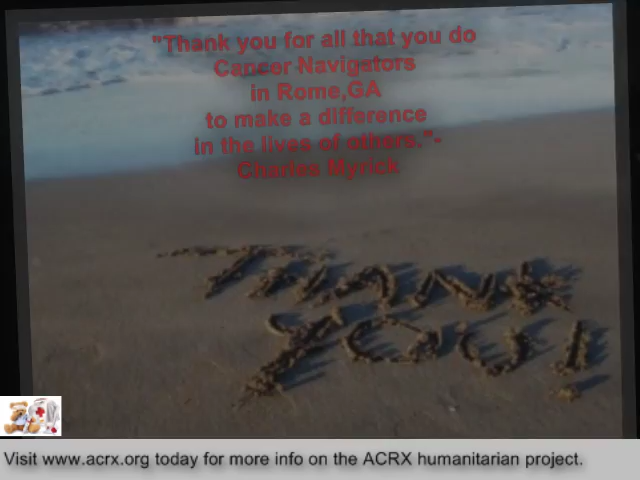 "Thank you for all that you do
Cancer Navigators
in Rome,GA
to make a difference
in the lives of others."-
Charles Myrick
THANK
YOU!
Visit www.acrx.org today for more info on the ACRX humanitarian project.